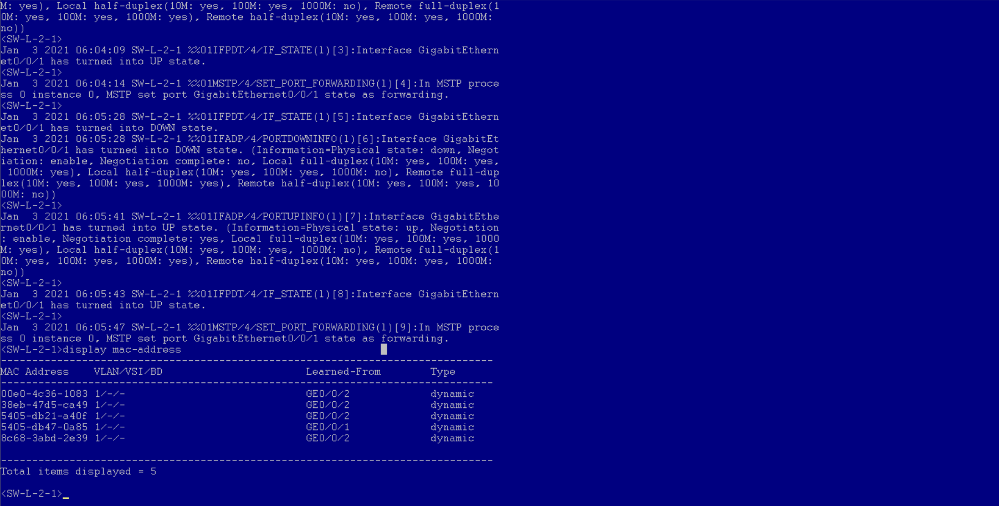 M: yes), Local half-duplex(10M: yes, 100M: yes, 1000M: no), Remote full-duplex(1
0M: yes, 100M: yes, 1000M: yes), Remote half-duplex(10M: yes, 100M: yes, 1000M:
no))
<SW-L-2-1>
Jan  3 2021 06:04:09 SW-L-2-1 %%01IFPDT/4/IF_STATE(l)[3]:Interface GigabitEthern
et0/0/1 has turned into UP state.
<SW-L-2-1>
Jan  3 2021 06:04:14 SW-L-2-1 %%01MSTP/4/SET_PORT_FORWARDING(l)[4]:In MSTP proce
ss 0 instance 0, MSTP set port GigabitEthernet0/0/1 state as forwarding.
<SW-L-2-1>
Jan  3 2021 06:05:28 SW-L-2-1 %%01IFPDT/4/IF_STATE(l)[5]:Interface GigabitEthern
et0/0/1 has turned into DOWN state.
Jan  3 2021 06:05:28 SW-L-2-1 %%01IFADP/4/PORTDOWNINFO(l)[6]:Interface GigabitEt
hernet0/0/1 has turned into DOWN state. (Information=Physical state: down, Negot
iation: enable, Negotiation complete: no, Local full-duplex(10M: yes, 100M: yes,
 1000M: yes), Local half-duplex(10M: yes, 100M: yes, 1000M: no), Remote full-dup
lex(10M: yes, 100M: yes, 1000M: yes), Remote half-duplex(10M: yes, 100M: yes, 10
00M: no))
<SW-L-2-1>
Jan  3 2021 06:05:41 SW-L-2-1 %%01IFADP/4/PORTUPINFO(l)[7]:Interface GigabitEthe
rnet0/0/1 has turned into UP state. (Information=Physical state: up, Negotiation
: enable, Negotiation complete: yes, Local full-duplex(10M: yes, 100M: yes, 1000
M: yes), Local half-duplex(10M: yes, 100M: yes, 1000M: no), Remote full-duplex(1
0M: yes, 100M: yes, 1000M: yes), Remote half-duplex(10M: yes, 100M: yes, 1000M:
no))
<SW-L-2-1>
Jan  3 2021 06:05:43 SW-L-2-1 %%01IFPDT/4/IF_STATE(l)[8]:Interface GigabitEthern
et0/0/1 has turned into UP state.
<SW-L-2-1>
Jan  3 2021 06:05:47 SW-L-2-1 %%01MSTP/4/SET_PORT_FORWARDING(l)[9]:In MSTP proce
ss 0 instance 0, MSTP set port GigabitEthernet0/0/1 state as forwarding.
<SW-L-2-1>display mac-address
-------------------------------------------------------------------------------
MAC Address    VLAN/VSI/BD                       Learned-From        Type
-------------------------------------------------------------------------------
00e0-4c36-1083 1/-/-                             GE0/0/2             dynamic
38eb-47d5-ca49 1/-/-                             GE0/0/2             dynamic
5405-db21-a40f 1/-/-                             GE0/0/2             dynamic
5405-db47-0a85 1/-/-                             GE0/0/1             dynamic
8c68-3abd-2e39 1/-/-                             GE0/0/2             dynamic
-------------------------------------------------------------------------------
Total items displayed = 5
<SW-L-2-1>_